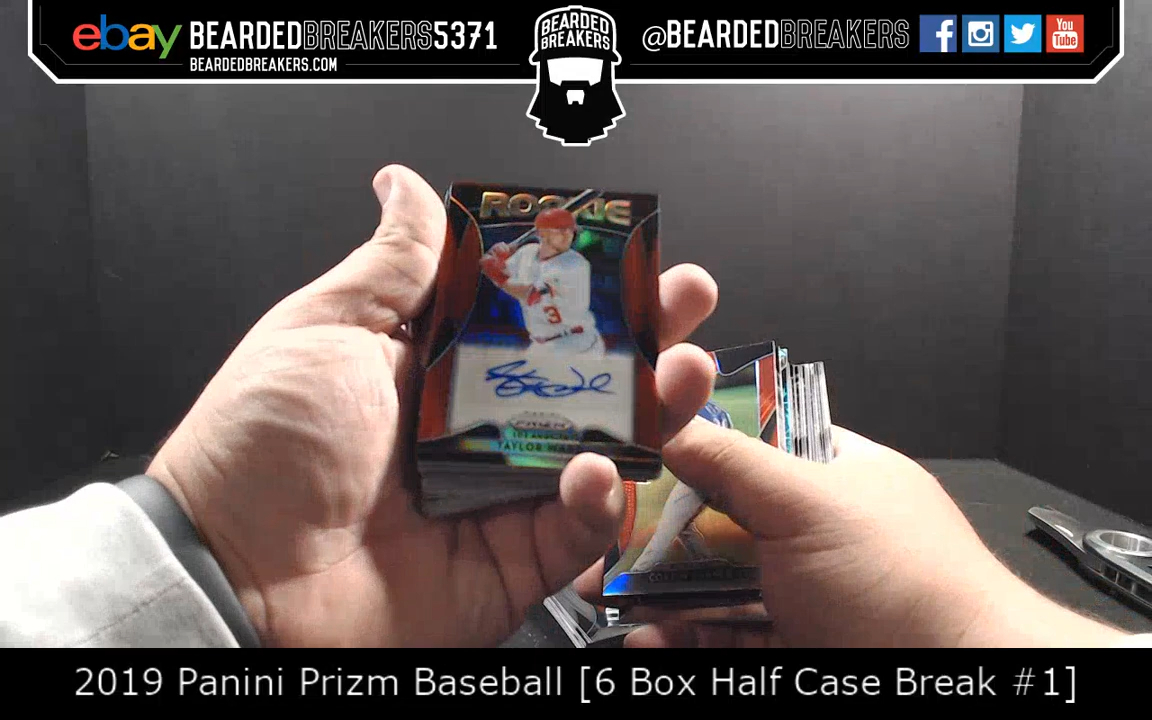 ebay BEARDEDBREAKERS5371
BEARDEDBREAKERS.COM
BEARDED
BREAKERS
@BEARDEDBREAKERS
You
Tube
ROOKIE
3
PRIZM
TAYLOR
2019 Panini Prizm Baseball [6 Box Half Case Break #1]